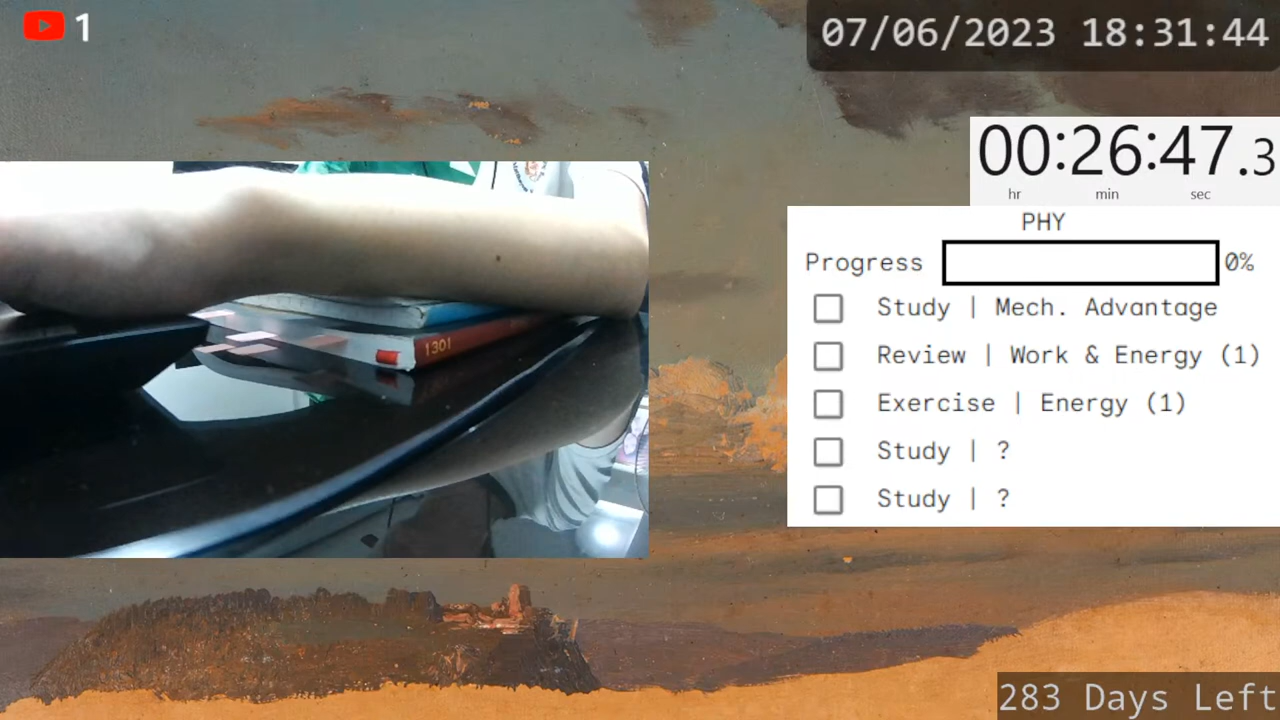 1
07/06/2023 18:31:44
00:26:47.3
hr min sec
PHY
Progress 0%
Study | Mech. Advantage
Review | Work & Energy (1)
Exercise | Energy (1)
Study | ?
Study | ?
1301
283 Days Left